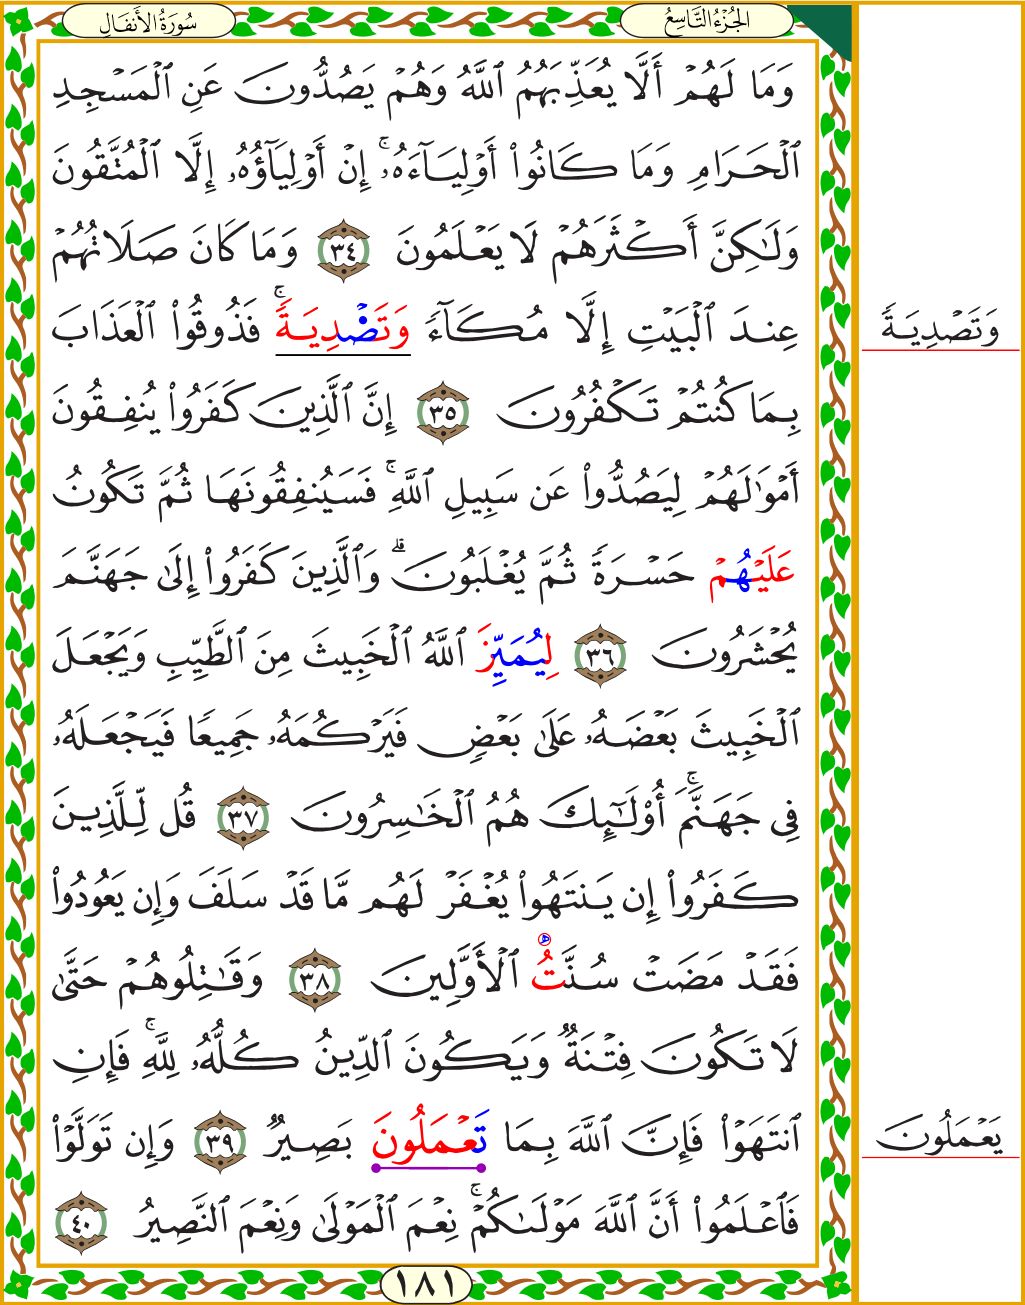 الجُزْءُ التَّاسِعُ
سُورَةُ الأَنفَالِ
وَمَا لَهُمْ أَلَّا يُعَذِّبَهُمُ ٱللَّهُ وَهُمْ يَصُدُّونَ عَنِ ٱلْمَسْجِدِ
ٱلْحَرَامِ وَمَا كَانُوا۟ أَوْلِيَآءَهُۥٓۚ إِنْ أَوْلِيَآؤُهُۥٓ إِلَّا ٱلْمُتَّقُونَ
وَلَـٰكِنَّ أَكْثَرَهُمْ لَا يَعْلَمُونَ ٣٤ وَمَا كَانَ صَلَاتُهُمْ
عِندَ ٱلْبَيْتِ إِلَّا مُكَآءً وَتَصْدِيَةًۚ فَذُوقُوا۟ ٱلْعَذَابَ
وَتَصْدِيَةً
بِمَا كُنتُمْ تَكْفُرُونَ ٣٥ إِنَّ ٱلَّذِينَ كَفَرُوا۟ يُنفِقُونَ
أَمْوَٰلَهُمْ لِيَصُدُّوا۟ عَن سَبِيلِ ٱللَّهِۚ فَسَيُنفِقُونَهَا ثُمَّ تَكُونُ
عَلَيْهُمْ حَسْرَةً ثُمَّ يُغْلَبُونَۗ وَٱلَّذِينَ كَفَرُوا۟ إِلَىٰ جَهَنَّمَ
يُحْشَرُونَ ٣٦ لِيُمَيِّزَ ٱللَّهُ ٱلْخَبِيثَ مِنَ ٱلطَّيِّبِ وَيَجْعَلَ
ٱلْخَبِيثَ بَعْضَهُۥ عَلَىٰ بَعْضٍ فَيَرْكُمَهُۥ جَمِيعًا فَيَجْعَلَهُۥ
فِى جَهَنَّمَۚ أُو۟لَـٰٓئِكَ هُمُ ٱلْخَـٰسِرُونَ ٣٧ قُل لِّلَّذِينَ
كَفَرُوٓا۟ إِن يَنتَهُوا۟ يُغْفَرْ لَهُم مَّا قَدْ سَلَفَ وَإِن يَعُودُوا۟
فَقَدْ مَضَتْ سُنَّتُ ٱلْأَوَّلِينَ ٣٨ وَقَـٰتِلُوهُمْ حَتَّىٰ
لَا تَكُونَ فِتْنَةٌ وَيَكُونَ ٱلدِّينُ كُلُّهُۥ لِلَّهِۚ فَإِنِ
ٱنتَهَوْا۟ فَإِنَّ ٱللَّهَ بِمَا تَعْمَلُونَ بَصِيرٌ ٣٩ وَإِن تَوَلَّوْا۟
يَعْمَلُونَ
فَٱعْلَمُوٓا۟ أَنَّ ٱللَّهَ مَوْلَىٰكُمْۚ نِعْمَ ٱلْمَوْلَىٰ وَنِعْمَ ٱلنَّصِيرُ ٤٠
١٨١